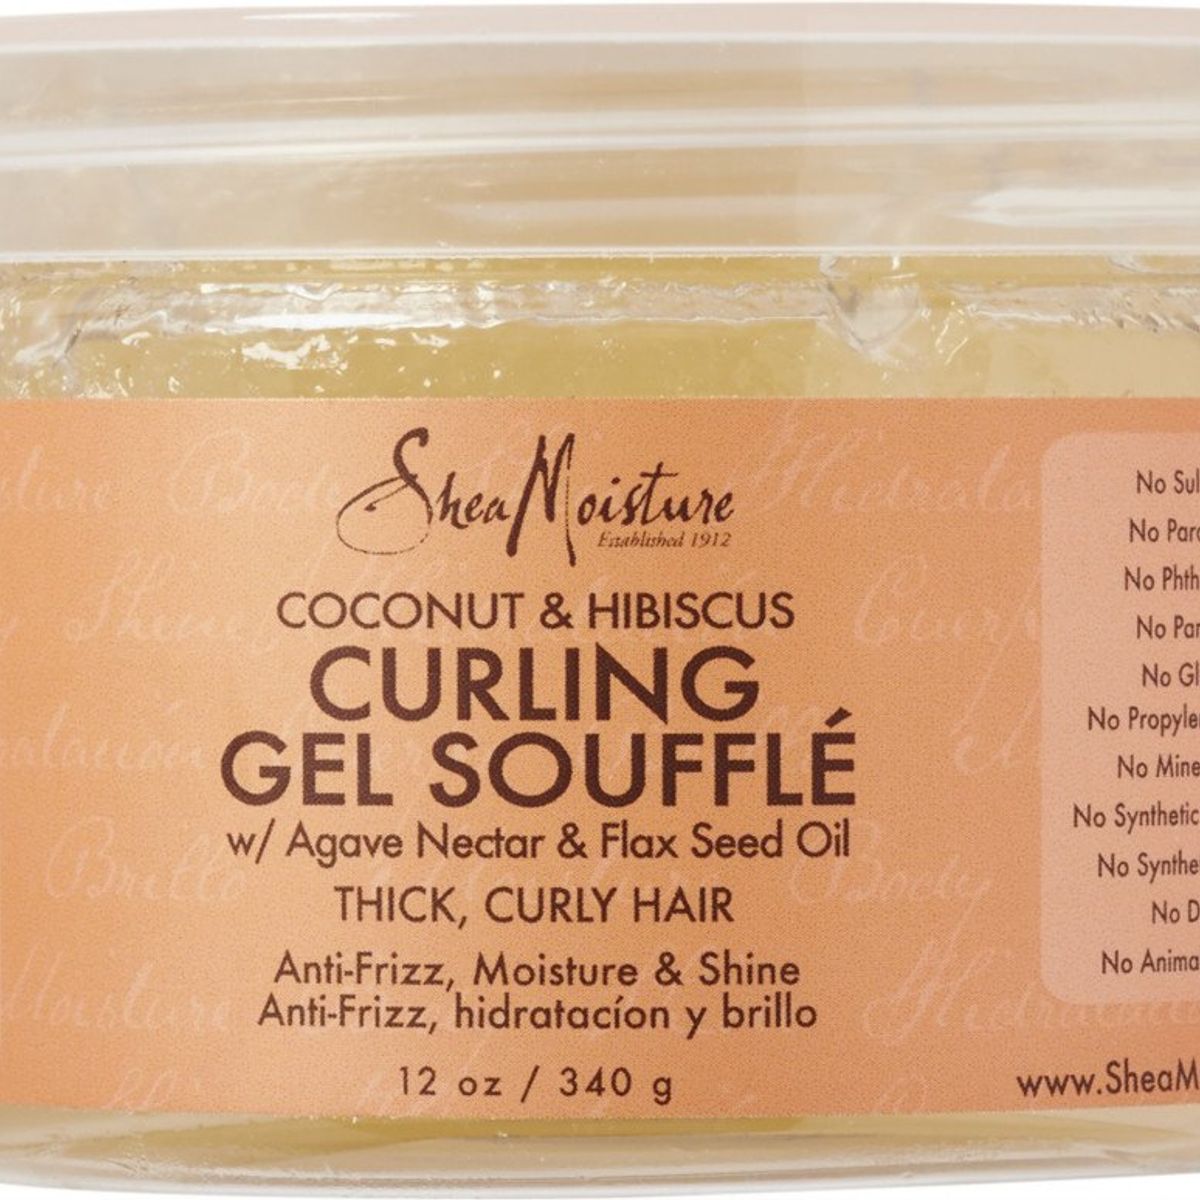 SheaMoisture
Established 1912
COCONUT & HIBISCUS
CURLING
GEL SOUFFLÉ
w/ Agave Nectar & Flax Seed Oil
THICK, CURLY HAIR
Anti-Frizz, Moisture & Shine
Anti-Frizz, hidratacíon y brillo
12 oz / 340 g
No Sul
No Para
No Phth
No Par
No Gl
No Propyler
No Mine
No Synthetic
No Synthe
No D
No Anima
www.SheaM